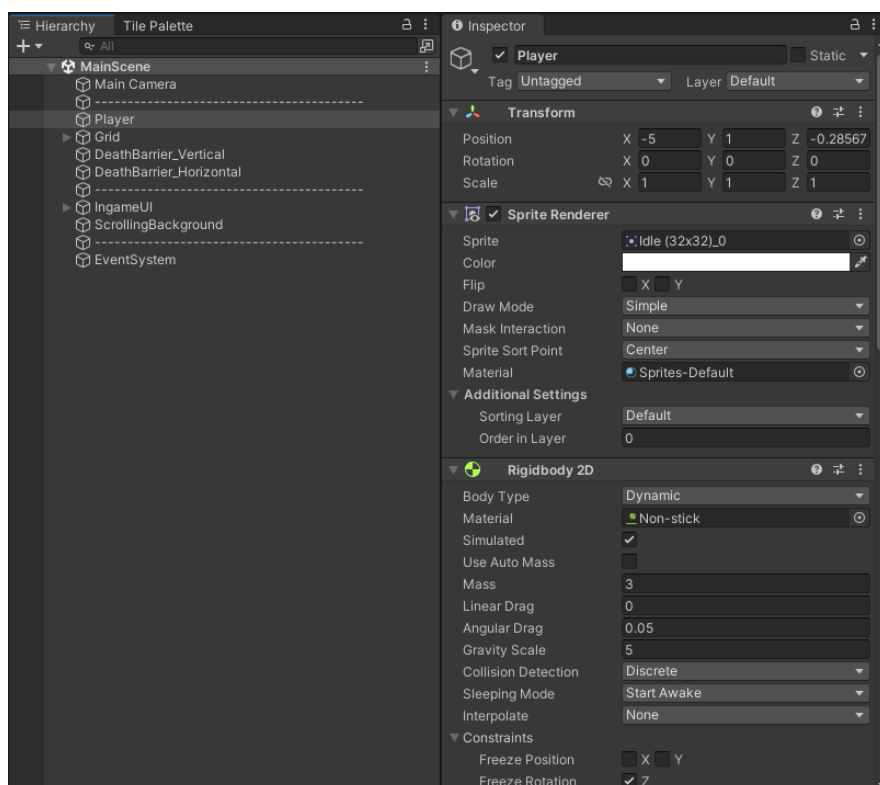 Hierarchy
Tile Palette
All
MainScene
Main Camera
----------------------------------------
Player
Grid
DeathBarrier_Vertical
DeathBarrier_Horizontal
----------------------------------------
IngameUI
ScrollingBackground
----------------------------------------
EventSystem
Inspector
Player Static
Tag Untagged Layer Default
Transform
Position X -5 Y 1 Z -0.28567
Rotation X 0 Y 0 Z 0
Scale X 1 Y 1 Z 1
Sprite Renderer
Sprite Idle (32x32)_0
Color
Flip X Y
Draw Mode Simple
Mask Interaction None
Sprite Sort Point Center
Material Sprites-Default
Additional Settings
Sorting Layer Default
Order in Layer 0
Rigidbody 2D
Body Type Dynamic
Material Non-stick
Simulated
Use Auto Mass
Mass 3
Linear Drag 0
Angular Drag 0.05
Gravity Scale 5
Collision Detection Discrete
Sleeping Mode Start Awake
Interpolate None
Constraints
Freeze Position X Y
Freeze Rotation Z